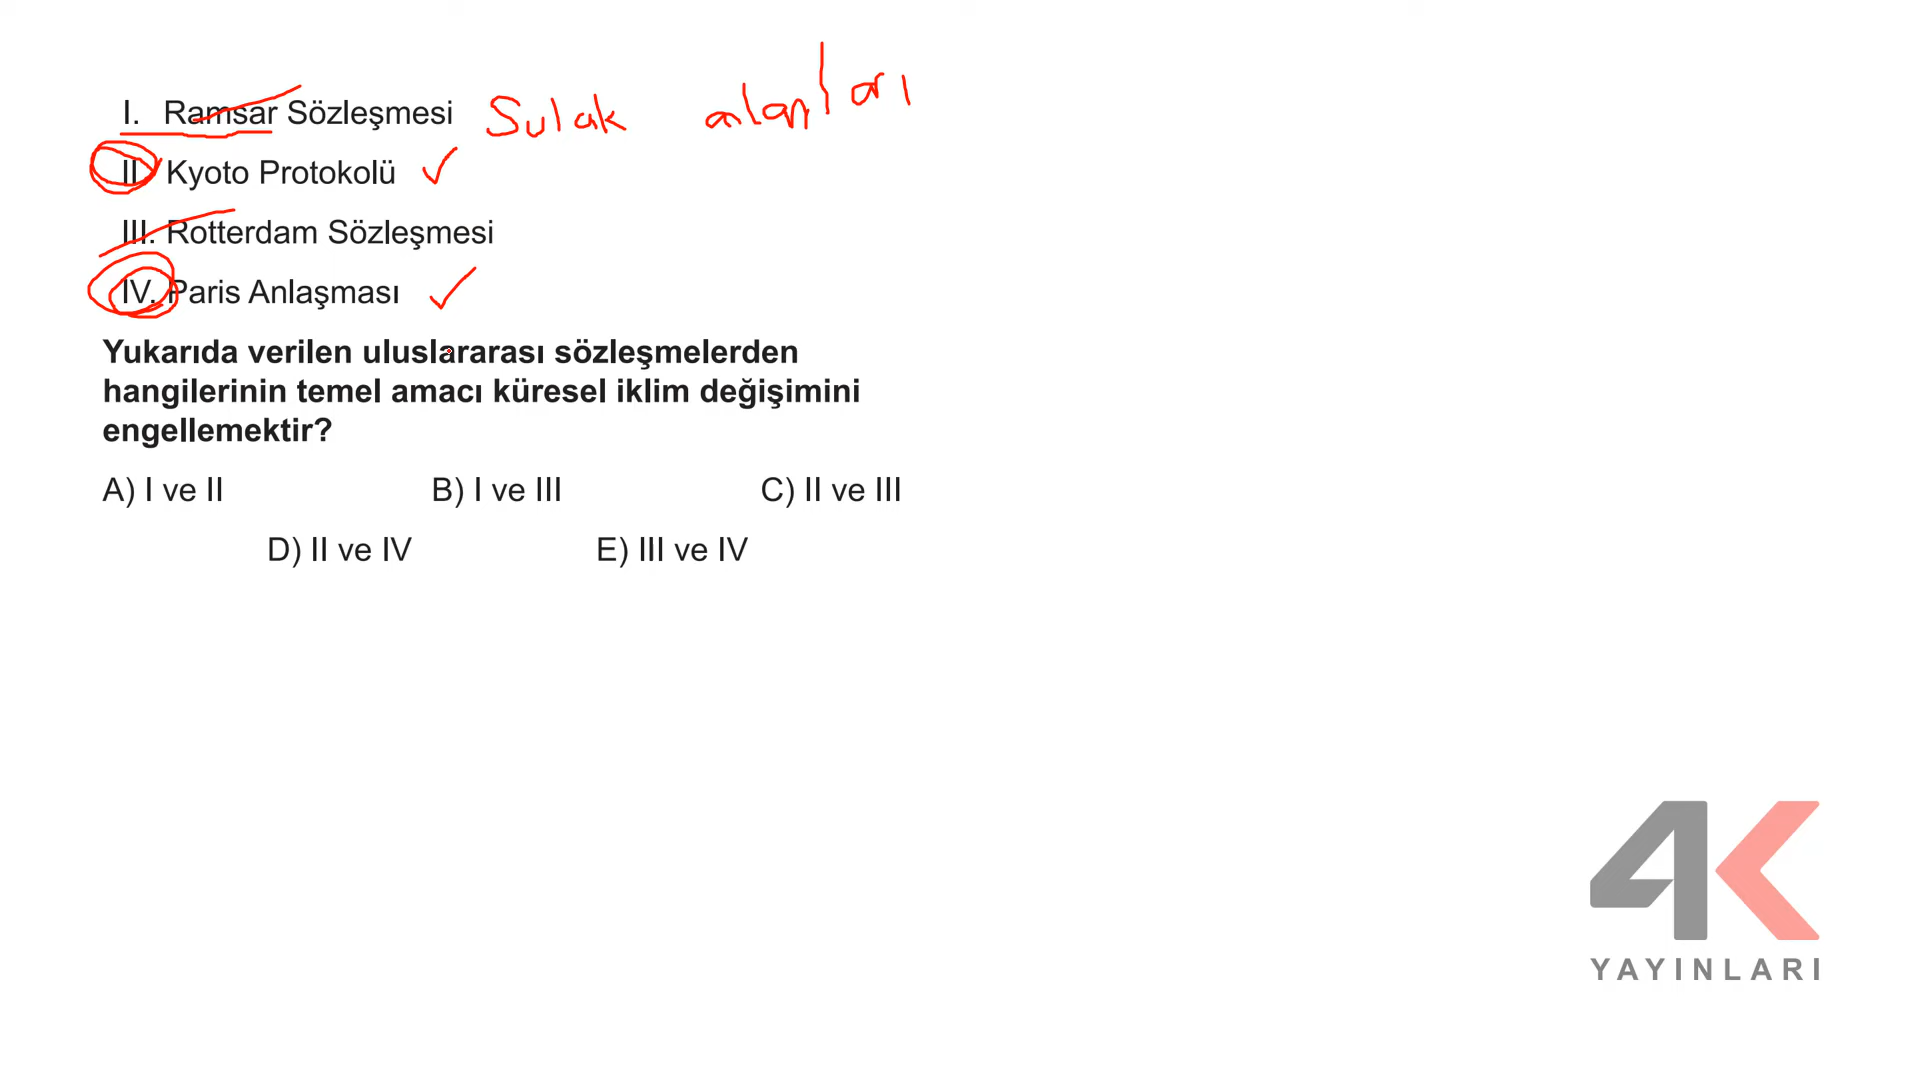 I. Ramsar Sözleşmesi Sulak alanları
II. Kyoto Protokolü
III. Rotterdam Sözleşmesi
IV. Paris Anlaşması
Yukarıda verilen uluslararası sözleşmelerden
hangilerinin temel amacı küresel iklim değişimini
engellemektir?
A) I ve II B) I ve III C) II ve III
D) II ve IV E) III ve IV
4K
YAYINLARI